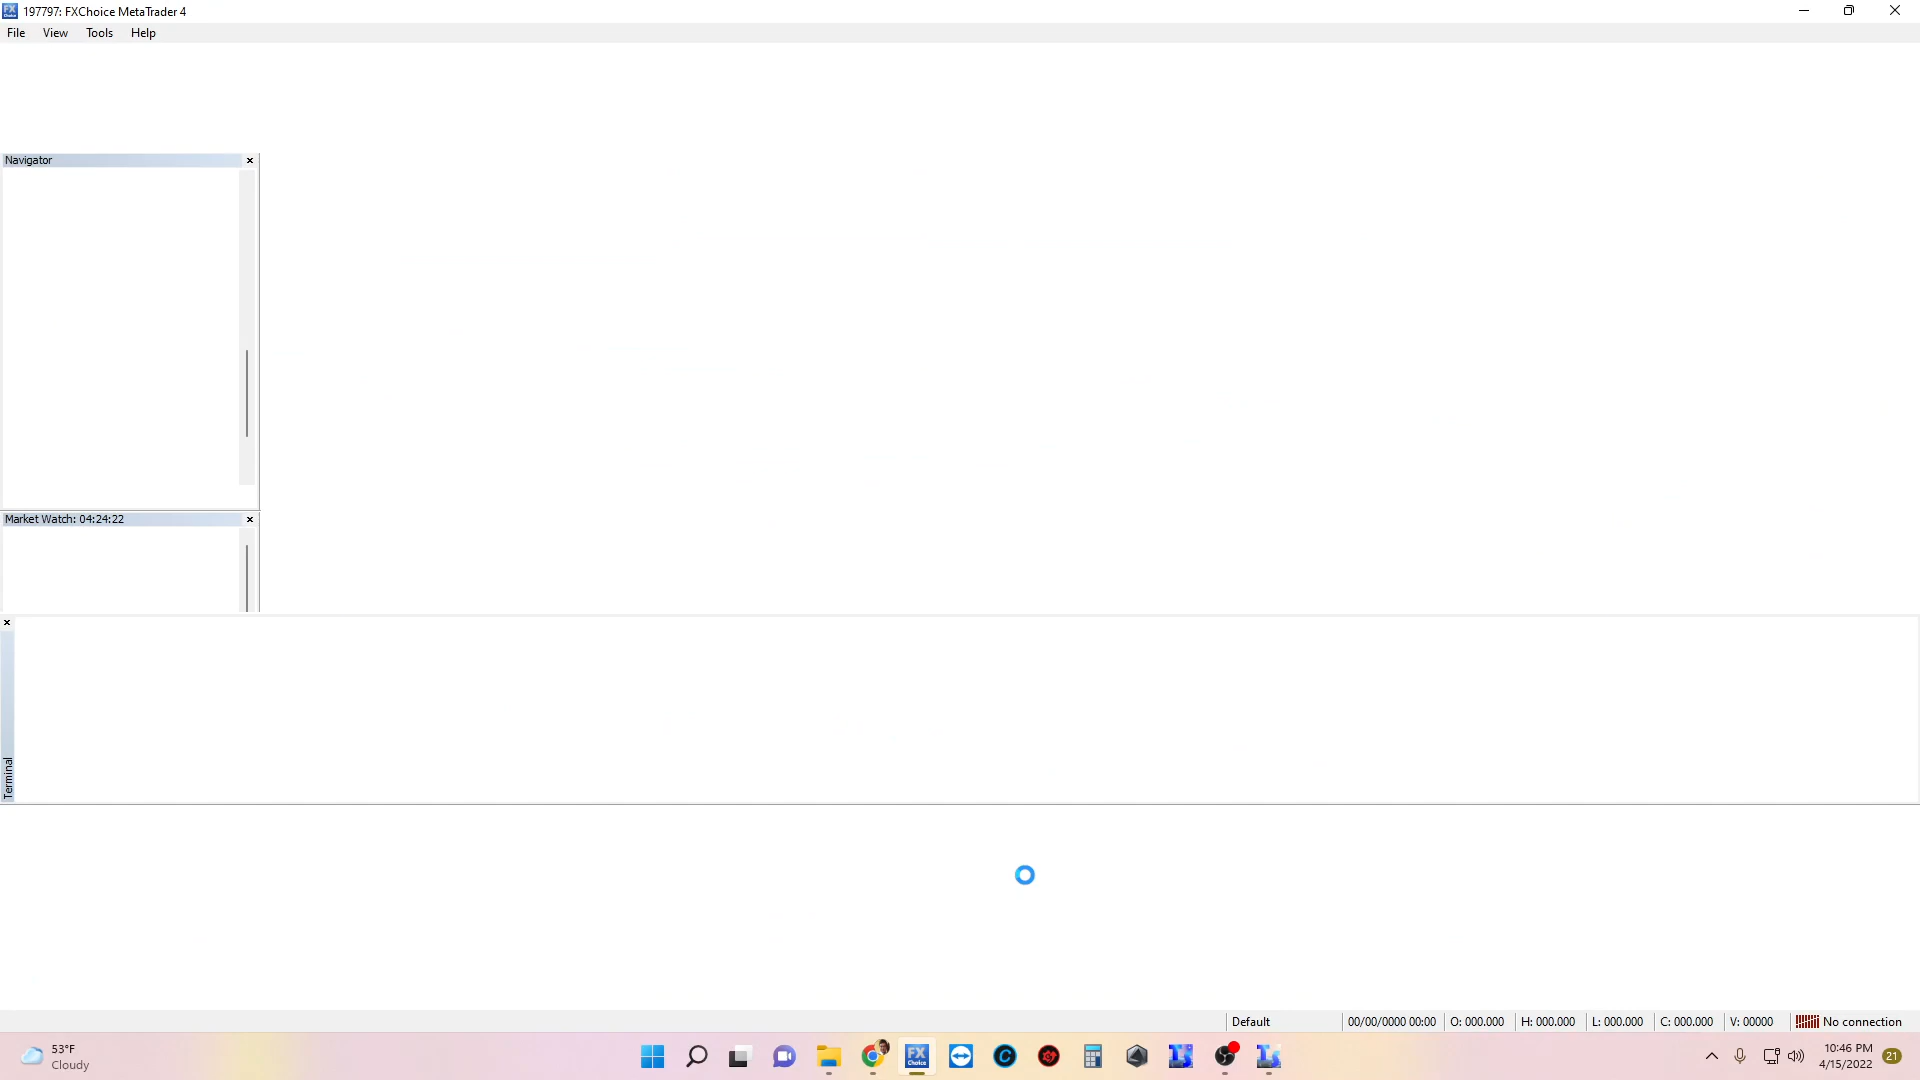 197797: FXChoice MetaTrader 4
File View Tools Help
Navigator
Market Watch: 04:24:22
Terminal
Default 00/00/0000 00:00 O: 000.000 H: 000.000 L: 000.000 C: 000.000 V: 00000 No connection
53°F
Cloudy
FX
Choice
10:46 PM
4/15/2022
21